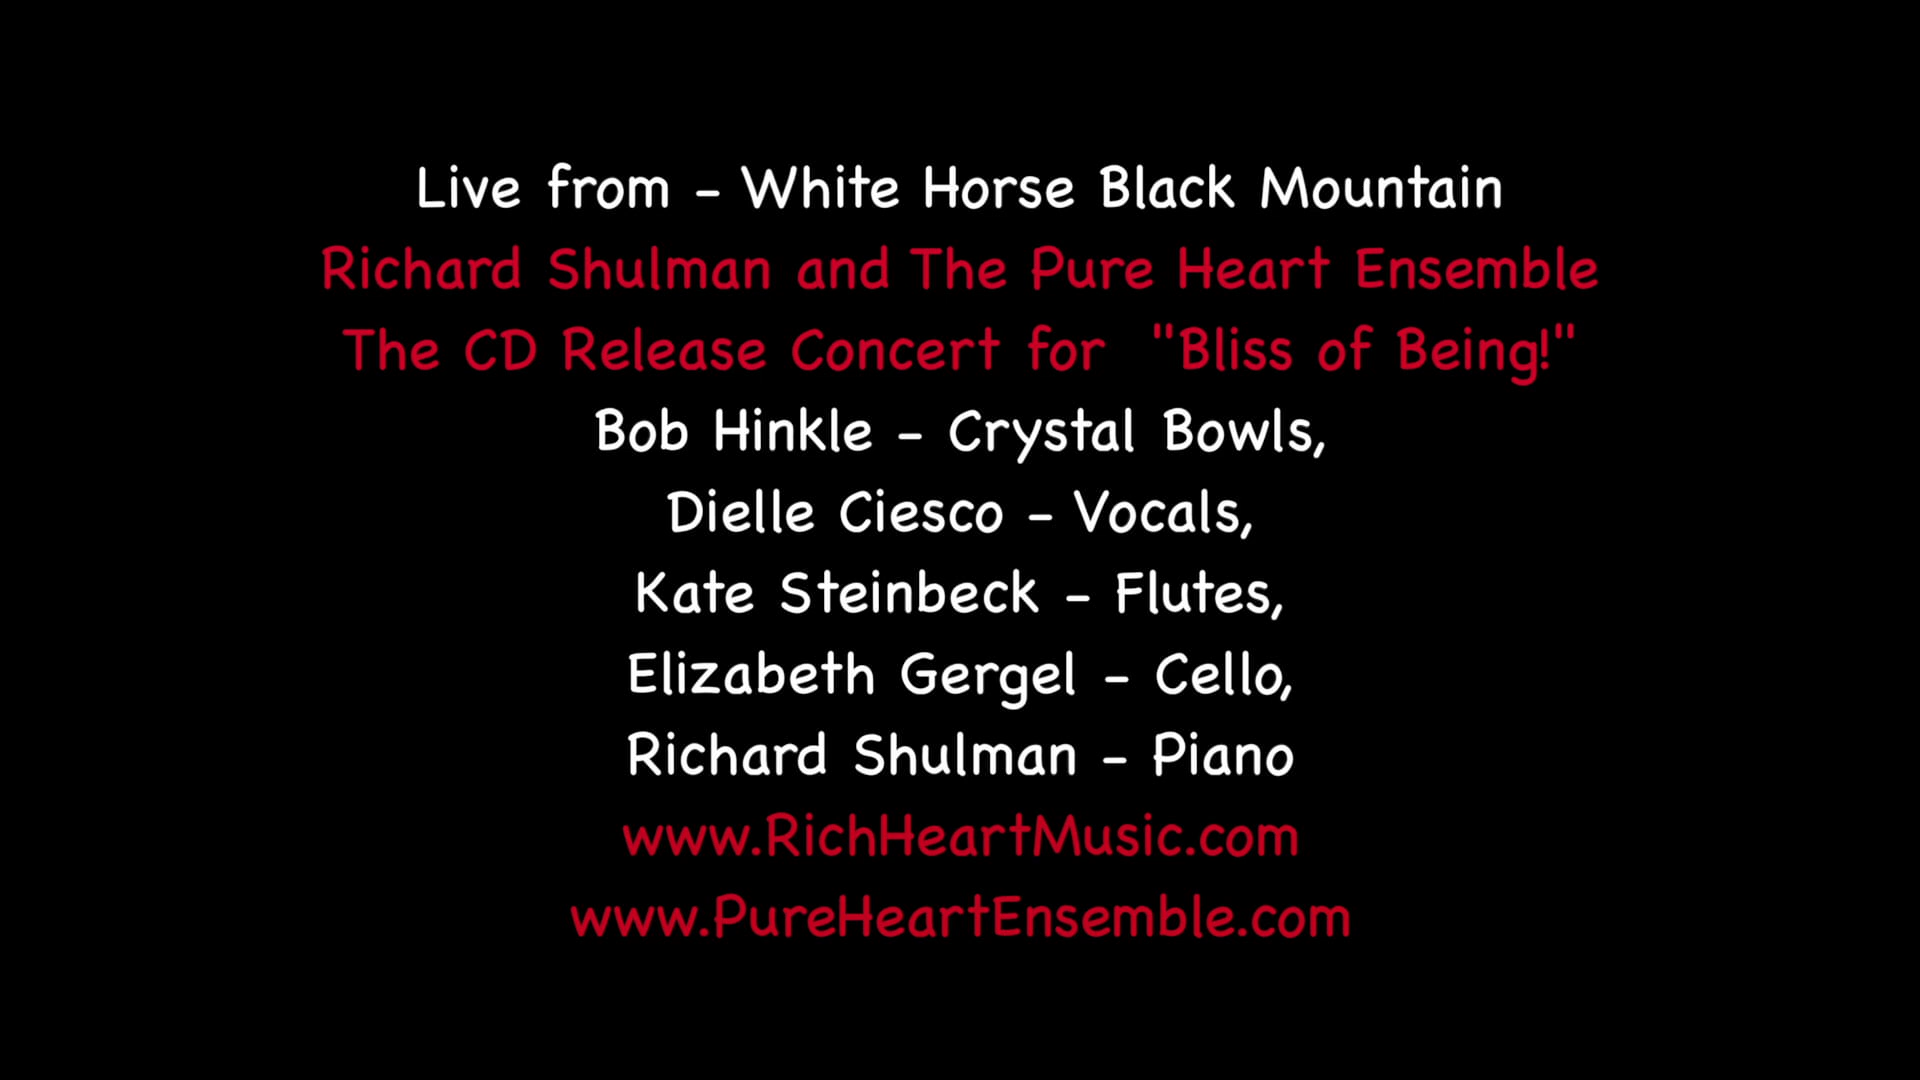 Live from - White Horse Black Mountain
Richard Shulman and The Pure Heart Ensemble
The CD Release Concert for  "Bliss of Being!"
Bob Hinkle - Crystal Bowls,
Dielle Ciesco - Vocals,
Kate Steinbeck - Flutes,
Elizabeth Gergel - Cello,
Richard Shulman - Piano
www.RichHeartMusic.com
www.PureHeartEnsemble.com